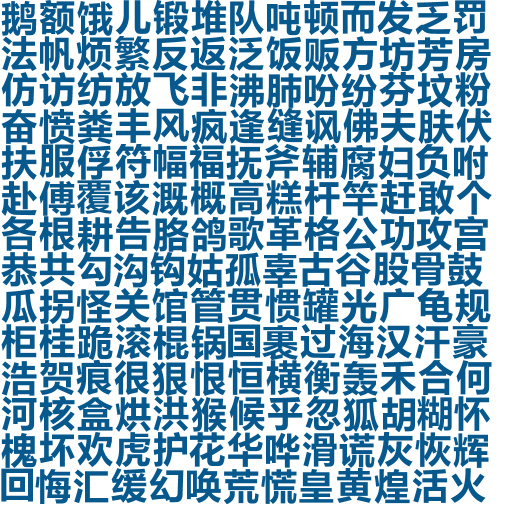 鹅额饿儿锻堆队吨顿而发乏罚
法帆烦繁反返泛饭贩方坊芳房
仿访纺放飞非沸肺吩纷芬坟粉
奋愤粪丰风疯逢缝讽佛夫肤伏
扶服俘符幅福抚斧辅腐妇负咐
赴傅覆该溉概高糕杆竿赶敢个
各根耕告胳鸽歌革格公功攻宫
恭共勾沟钩姑孤辜古谷股骨鼓
瓜拐怪关馆管贯惯罐光广龟规
柜桂跪滚棍锅国裹过海汉汗豪
浩贺痕很狠恨恒横衡轰禾合何
河核盒烘洪猴候乎忽狐胡糊怀
槐坏欢虎护花华哗滑谎灰恢辉
回悔汇缓幻唤荒慌皇黄煌活火